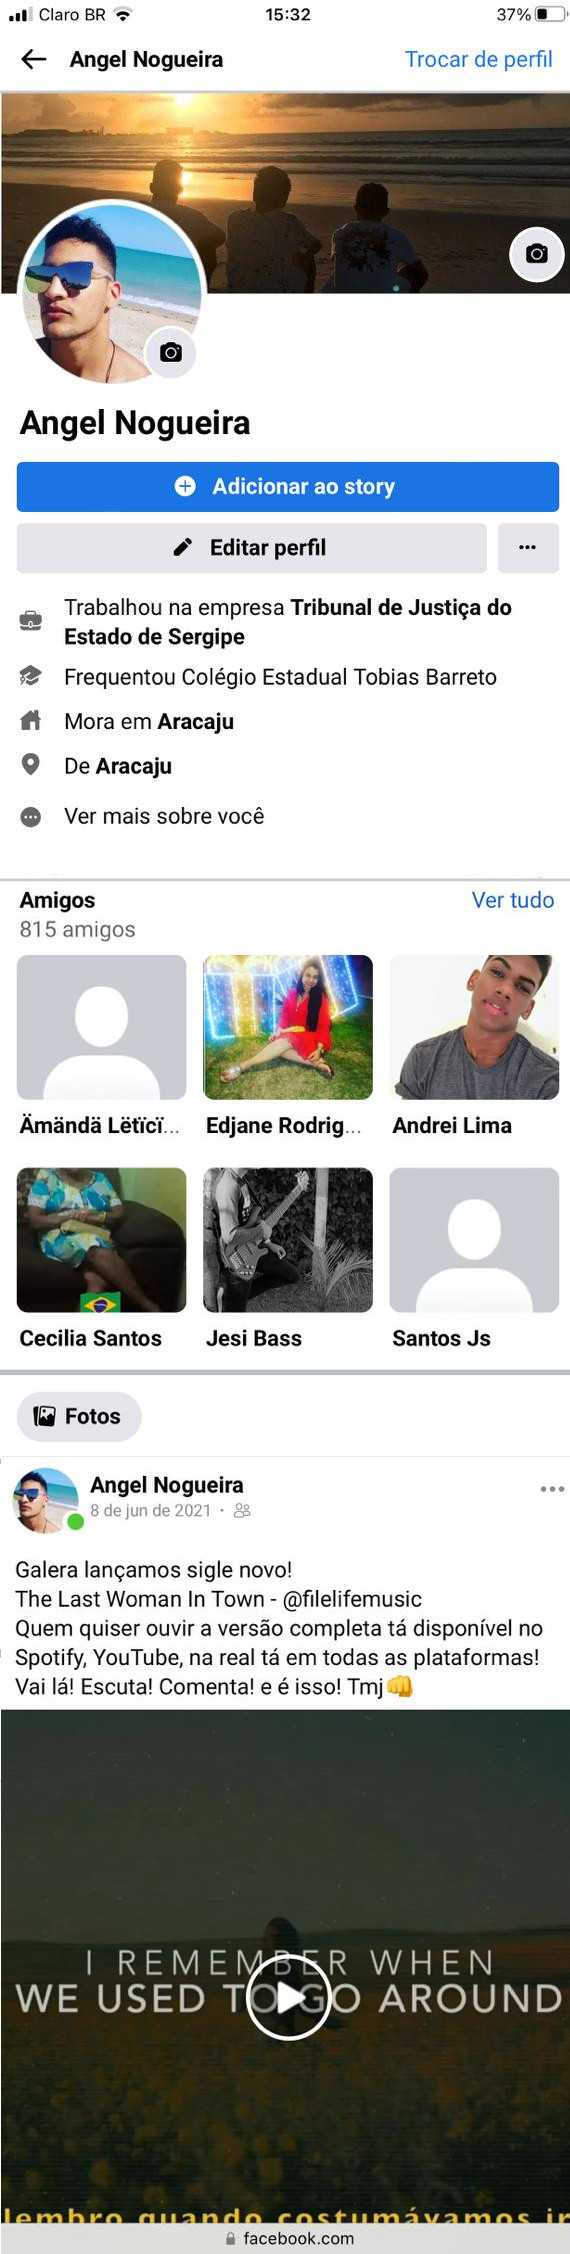 Claro BR
15:32
37%
Angel Nogueira
Trocar de perfil
Angel Nogueira
Adicionar ao story
Editar perfil
Trabalhou na empresa Tribunal de Justiça do
Estado de Sergipe
Frequentou Colégio Estadual Tobias Barreto
Mora em Aracaju
De Aracaju
Ver mais sobre você
Amigos
Ver tudo
815 amigos
Ämändä Lëtïcï...
Edjane Rodrig...
Andrei Lima
Cecilia Santos
Jesi Bass
Santos Js
Fotos
Angel Nogueira
8 de jun de 2021 ·
Galera lançamos sigle novo!
The Last Woman In Town - @filelifemusic
Quem quiser ouvir a versão completa tá disponível no
Spotify, YouTube, na real tá em todas as plataformas!
Vai lá! Escuta! Comenta! e é isso! Tmj👊
I REMEMBER WHEN
WE USED TO GO AROUND
lembro quando costumávamos ir
facebook.com